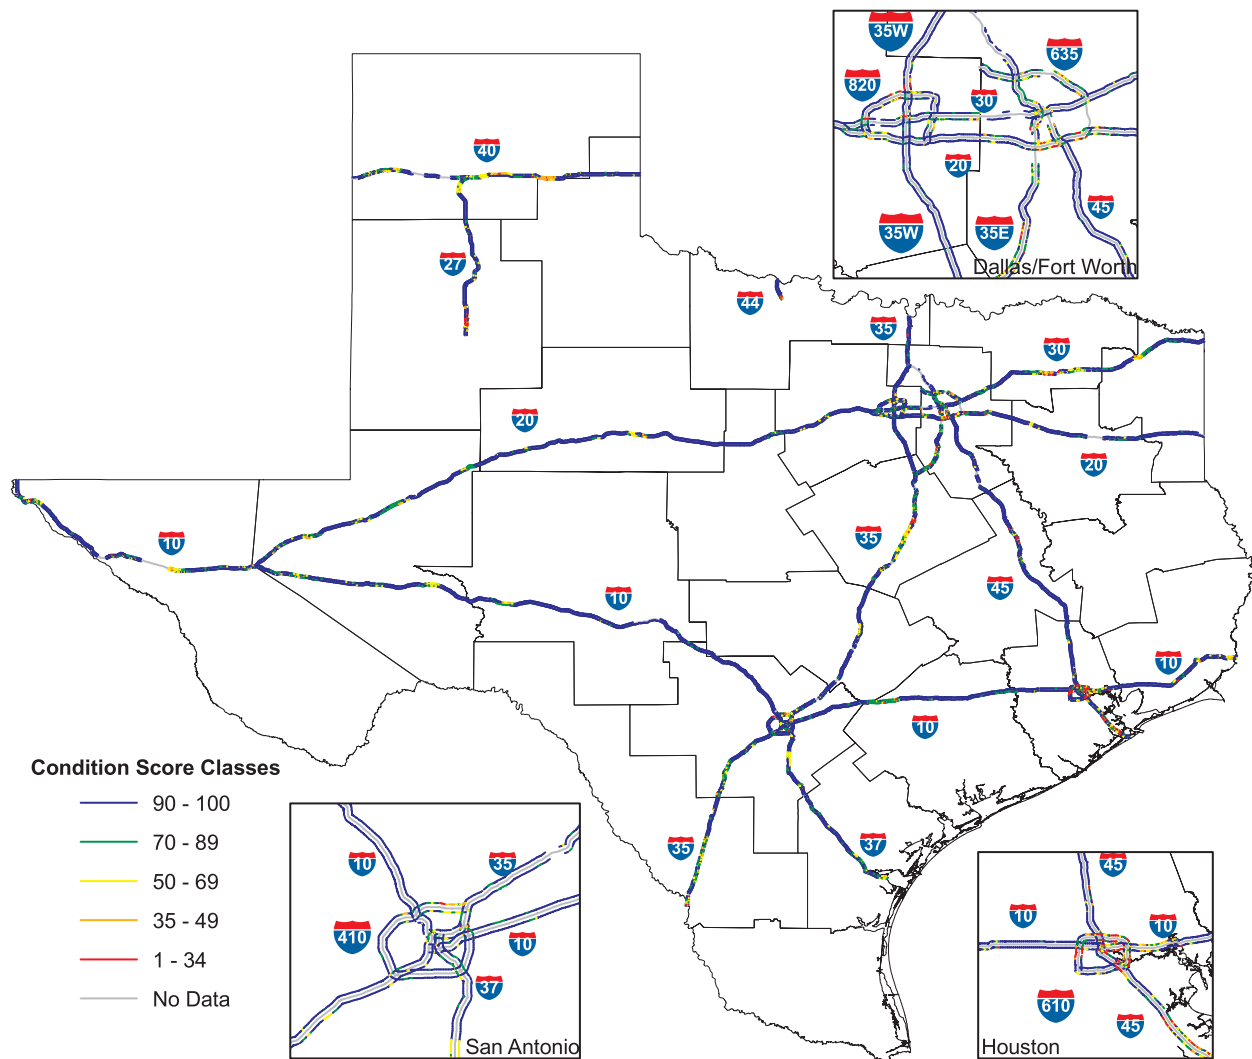 35W
635
820
30
20
45
35W
35E
Dallas/Fort Worth
40
27
44
35
30
20
20
10
35
10
45
10
10
35
37
Condition Score Classes
90 - 100
70 - 89
50 - 69
35 - 49
1 - 34
No Data
10
35
410
10
37
San Antonio
45
10
10
610
45
Houston